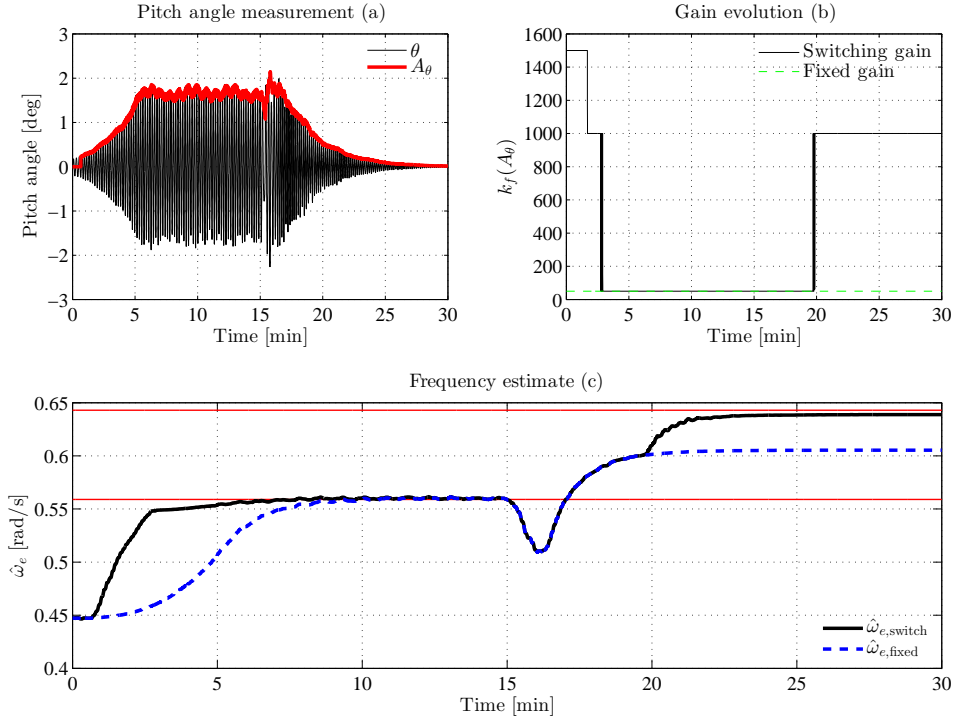 Pitch angle measurement (a)
3
2
1
0
−1
−2
−3
0 5 10 15 20 25 30
Pitch angle [deg]
Time [min]
θ
A_θ
Gain evolution (b)
1600
1400
1200
1000
800
600
400
200
0
0 5 10 15 20 25 30
k_f(A_θ)
Time [min]
Switching gain
Fixed gain
Frequency estimate (c)
0.65
0.6
0.55
0.5
0.45
0.4
0 5 10 15 20 25 30
ω̂_e [rad/s]
Time [min]
ω̂_e,switch
ω̂_e,fixed